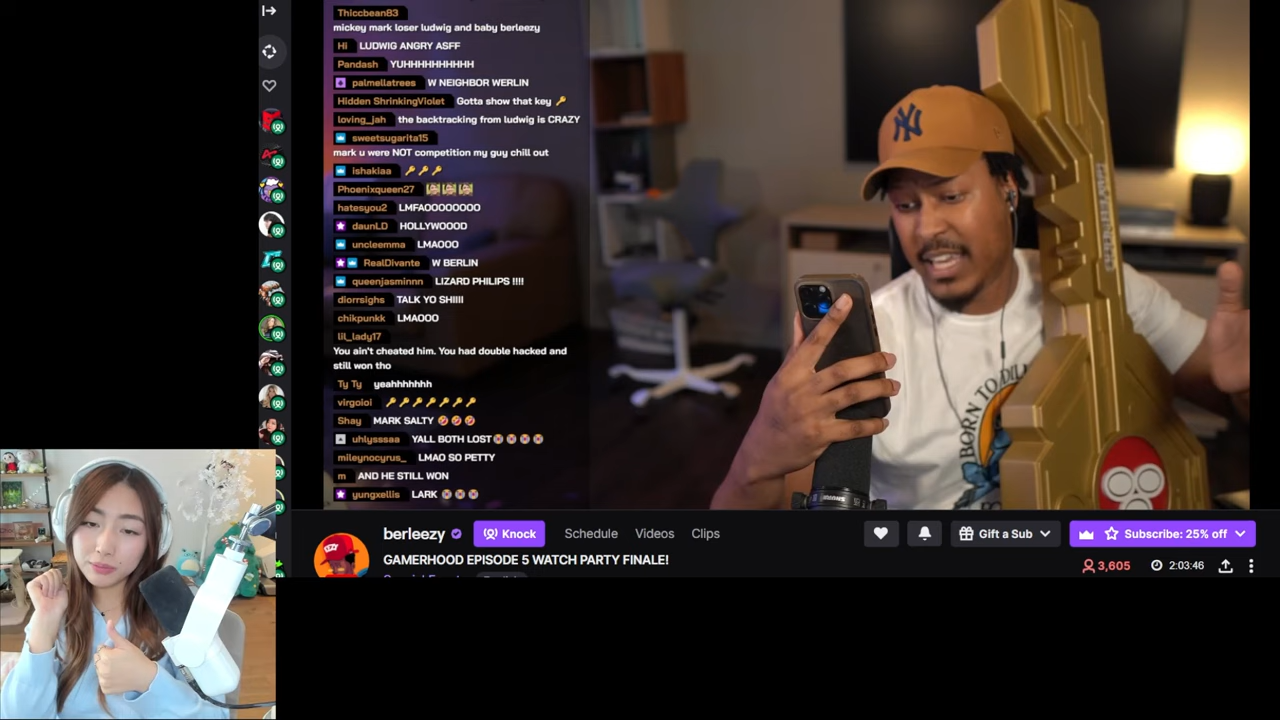 Thiccbean83
mickey mark loser ludwig and baby berleezy
Hi LUDWIG ANGRY ASFF
Pandash YUHHHHHHHHHH
palmellatrees W NEIGHBOR WERLIN
Hidden ShrinkingViolet Gotta show that key 🔑
loving_jah the backtracking from ludwig is CRAZY
sweetsugarita15
mark u were NOT competition my guy chill out
ishakiaa 🔑🔑🔑
Phoenixqueen27
hatesyou2 LMFAOOOOOOOO
daunLD HOLLYWOOOD
uncleemma LMAOOO
RealDivante W BERLIN
queenjasminnn LIZARD PHILIPS !!!!
diorrsighs TALK YO SHIIII
chikpunkk LMAOOO
lil_lady17
You ain't cheated him. You had double hacked and
still won tho
Ty Ty yeahhhhhhh
virgoioi 🔑🔑🔑🔑🔑🔑🔑
Shay MARK SALTY 🤣🤣🤣
uhlysssaa YALL BOTH LOST
mileynocyrus_ LMAO SO PETTY
m AND HE STILL WON
yungxellis LARK
NY
BORN TO DILL
berleezy
Knock
Schedule
Videos
Clips
Gift a Sub
Subscribe: 25% off
GAMERHOOD EPISODE 5 WATCH PARTY FINALE!
3,605
2:03:46